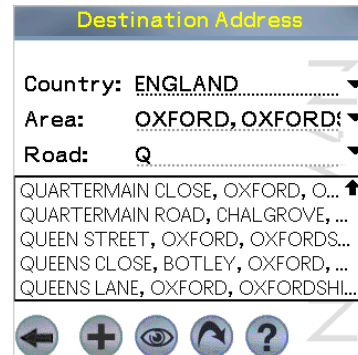 Destination Address
Country: ENGLAND
Area: OXFORD, OXFORDS
Road: Q
QUARTERMAIN CLOSE, OXFORD, O...
QUARTERMAIN ROAD, CHALGROVE, ...
QUEEN STREET, OXFORD, OXFORDS...
QUEENS CLOSE, BOTLEY, OXFORD, ...
QUEENS LANE, OXFORD, OXFORDSHI...
?